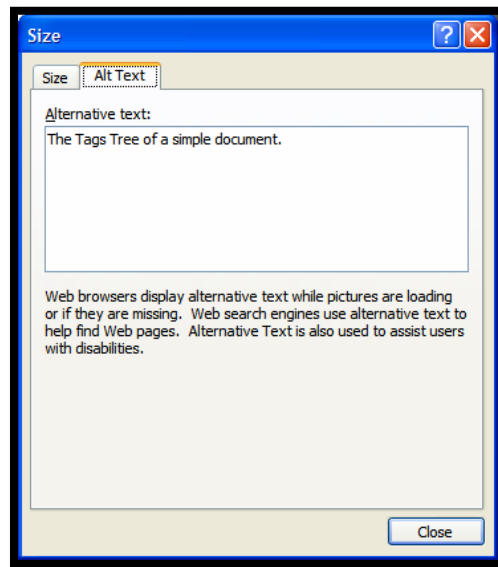 Size
Size
Alt Text
Alternative text:
The Tags Tree of a simple document.
Web browsers display alternative text while pictures are loading
or if they are missing.  Web search engines use alternative text to
help find Web pages.  Alternative Text is also used to assist users
with disabilities.
Close